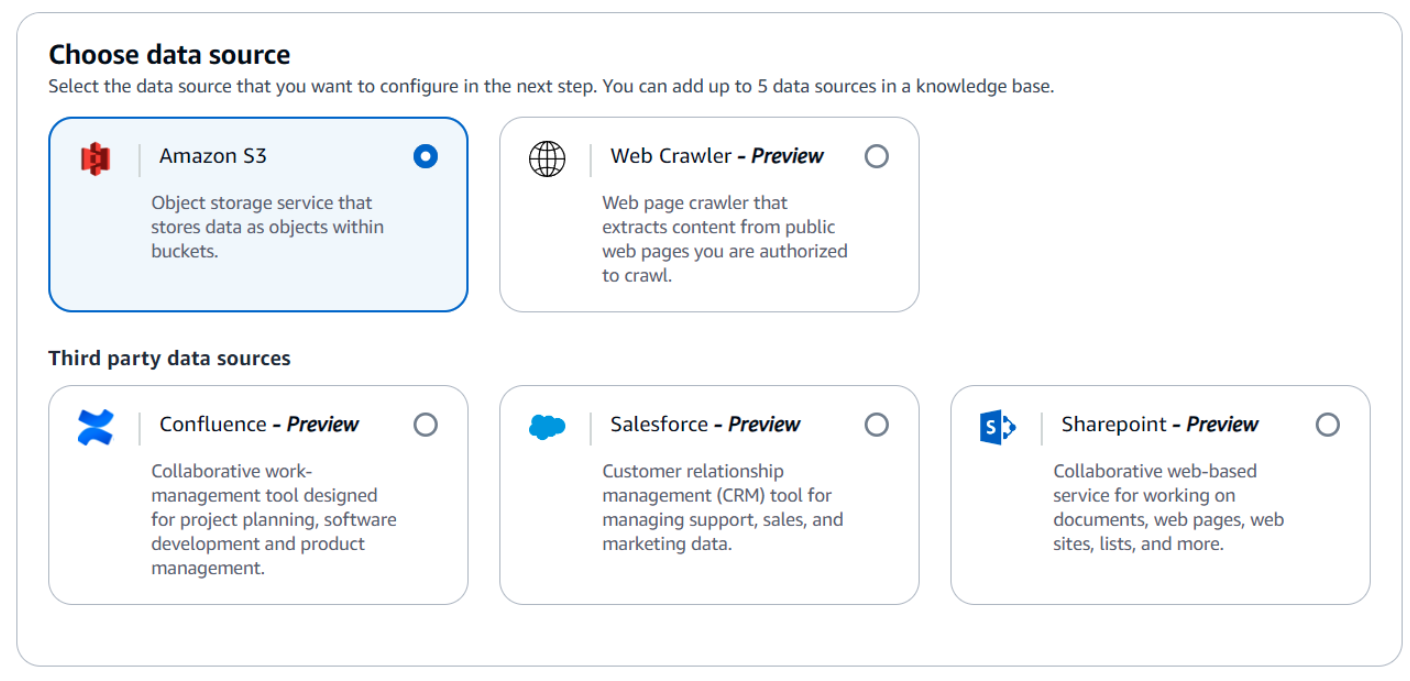 Choose data source
Select the data source that you want to configure in the next step. You can add up to 5 data sources in a knowledge base.
Amazon S3
Object storage service that
stores data as objects within
buckets.
Web Crawler - Preview
Web page crawler that
extracts content from public
web pages you are authorized
to crawl.
Third party data sources
Confluence - Preview
Collaborative work-
management tool designed
for project planning, software
development and product
management.
Salesforce - Preview
Customer relationship
management (CRM) tool for
managing support, sales, and
marketing data.
S
Sharepoint - Preview
Collaborative web-based
service for working on
documents, web pages, web
sites, lists, and more.